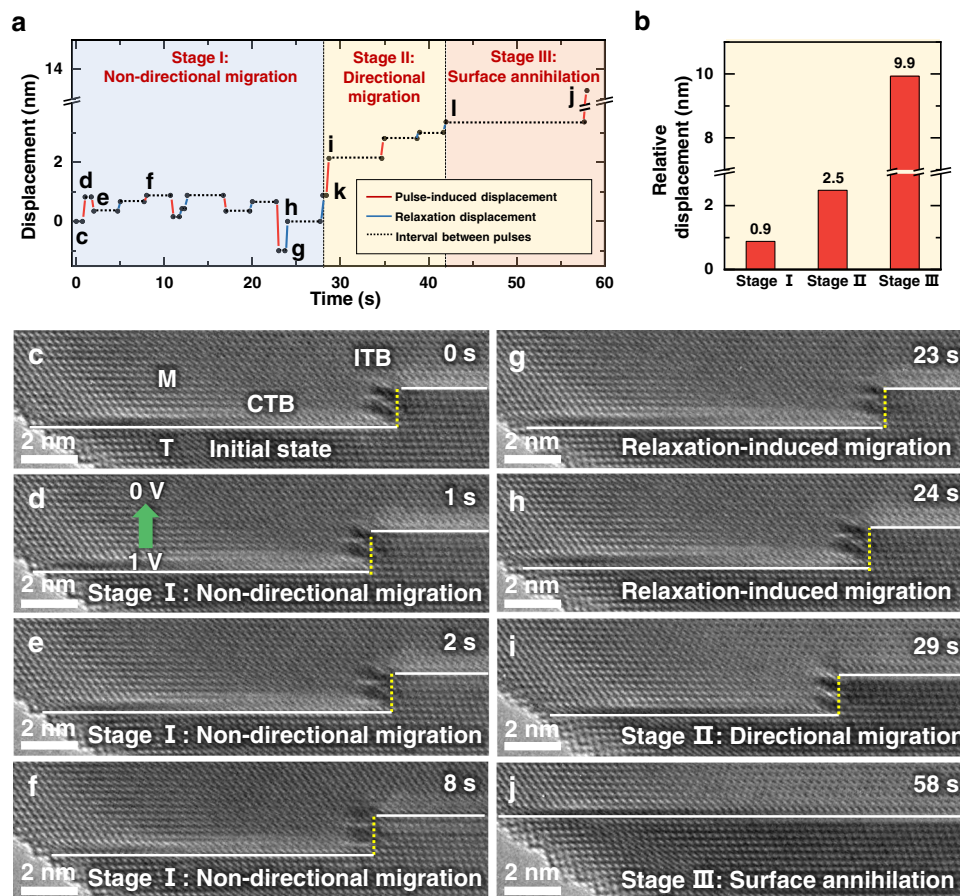 a
Stage I:
Non-directional migration
Stage II:
Directional
migration
Stage III:
Surface annihilation
Displacement (nm)
14
2
0
d
e
f
c
g
h
i
k
l
j
Pulse-induced displacement
Relaxation displacement
Interval between pulses
0 10 20 30 40 50 60
Time (s)
b
Relative
displacement (nm)
10
2
0
0.9
2.5
9.9
Stage I Stage II Stage III
c
ITB
0 s
M
CTB
T
Initial state
2 nm
d
0 V
1 s
1 V
Stage I: Non-directional migration
2 nm
e
2 s
Stage I: Non-directional migration
2 nm
f
8 s
Stage I: Non-directional migration
2 nm
g
23 s
Relaxation-induced migration
2 nm
h
24 s
Relaxation-induced migration
2 nm
i
29 s
Stage II: Directional migration
2 nm
j
58 s
Stage III: Surface annihilation
2 nm